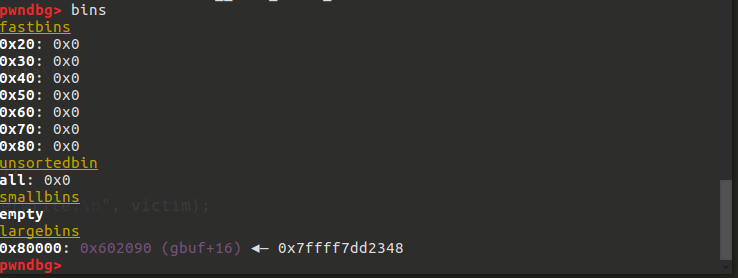 pwndbg> bins
fastbins
0x20: 0x0
0x30: 0x0
0x40: 0x0
0x50: 0x0
0x60: 0x0
0x70: 0x0
0x80: 0x0
unsortedbin
all: 0x0
\n", victim);
smallbins
empty
largebins
0x80000: 0x602090 (gbuf+16) ◂— 0x7ffff7dd2348
pwndbg>